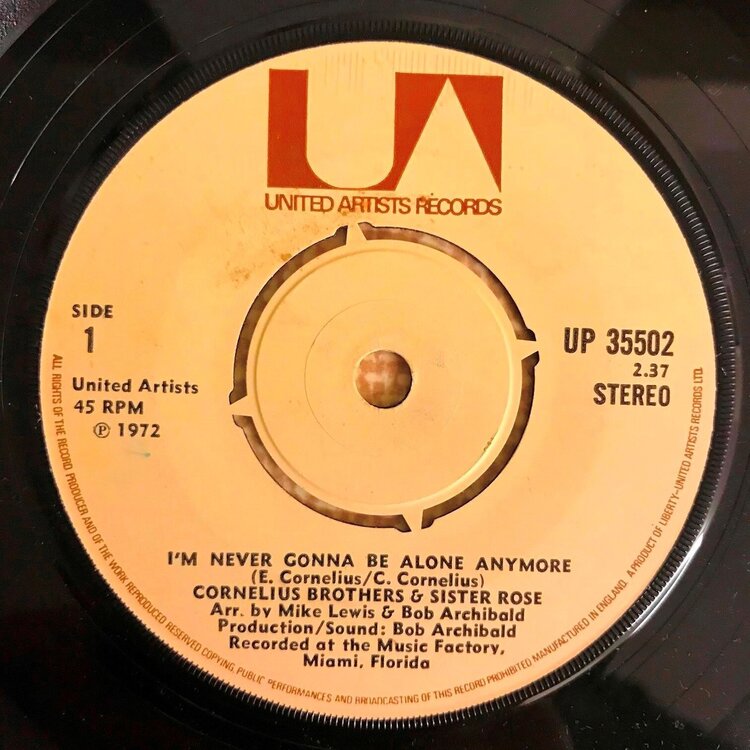 UA
UNITED ARTISTS RECORDS
SIDE
1
United Artists
45 RPM
℗ 1972
UP 35502
2.37
STEREO
I'M NEVER GONNA BE ALONE ANYMORE
(E. Cornelius/C. Cornelius)
CORNELIUS BROTHERS & SISTER ROSE
Arr. by Mike Lewis & Bob Archibald
Production/Sound: Bob Archibald
Recorded at the Music Factory,
Miami, Florida
ALL RIGHTS OF THE RECORD PRODUCER AND OF THE WORK REPRODUCED RESERVED COPYING, PUBLIC PERFORMANCES AND BROADCASTING OF THIS RECORD PROHIBITED MANUFACTURED IN ENGLAND. A PRODUCT OF LIBERTY-UNITED ARTISTS RECORDS LTD.